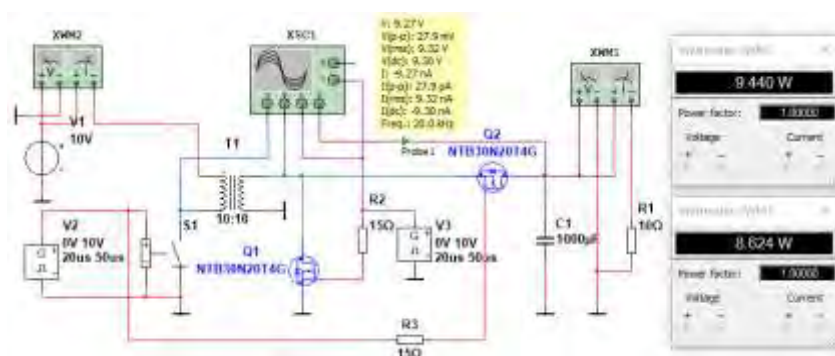 XWM2
XSC1
XWM1
V: 9.27 V
V(p-p): 27.9 mV
V(rms): 9.32 V
V(dc): 9.30 V
I: -9.27 nA
I(p-p): 27.9 pA
I(rms): 9.32 nA
I(dc): -9.30 nA
Freq.: 20.0 kHz
V1
10V
T1
10:10
Probe1
Q2
NTB30N20T4G
V2
0V 10V
20us 50us
S1
Q1
NTB30N20T4G
R2
15Ω
V3
0V 10V
20us 50us
C1
1000µF
R1
10Ω
R3
15Ω
9.440 W
Power factor: 1.00000
Voltage Current
+ - + -
8.624 W
Power factor: 1.00000
Voltage Current
+ - + -